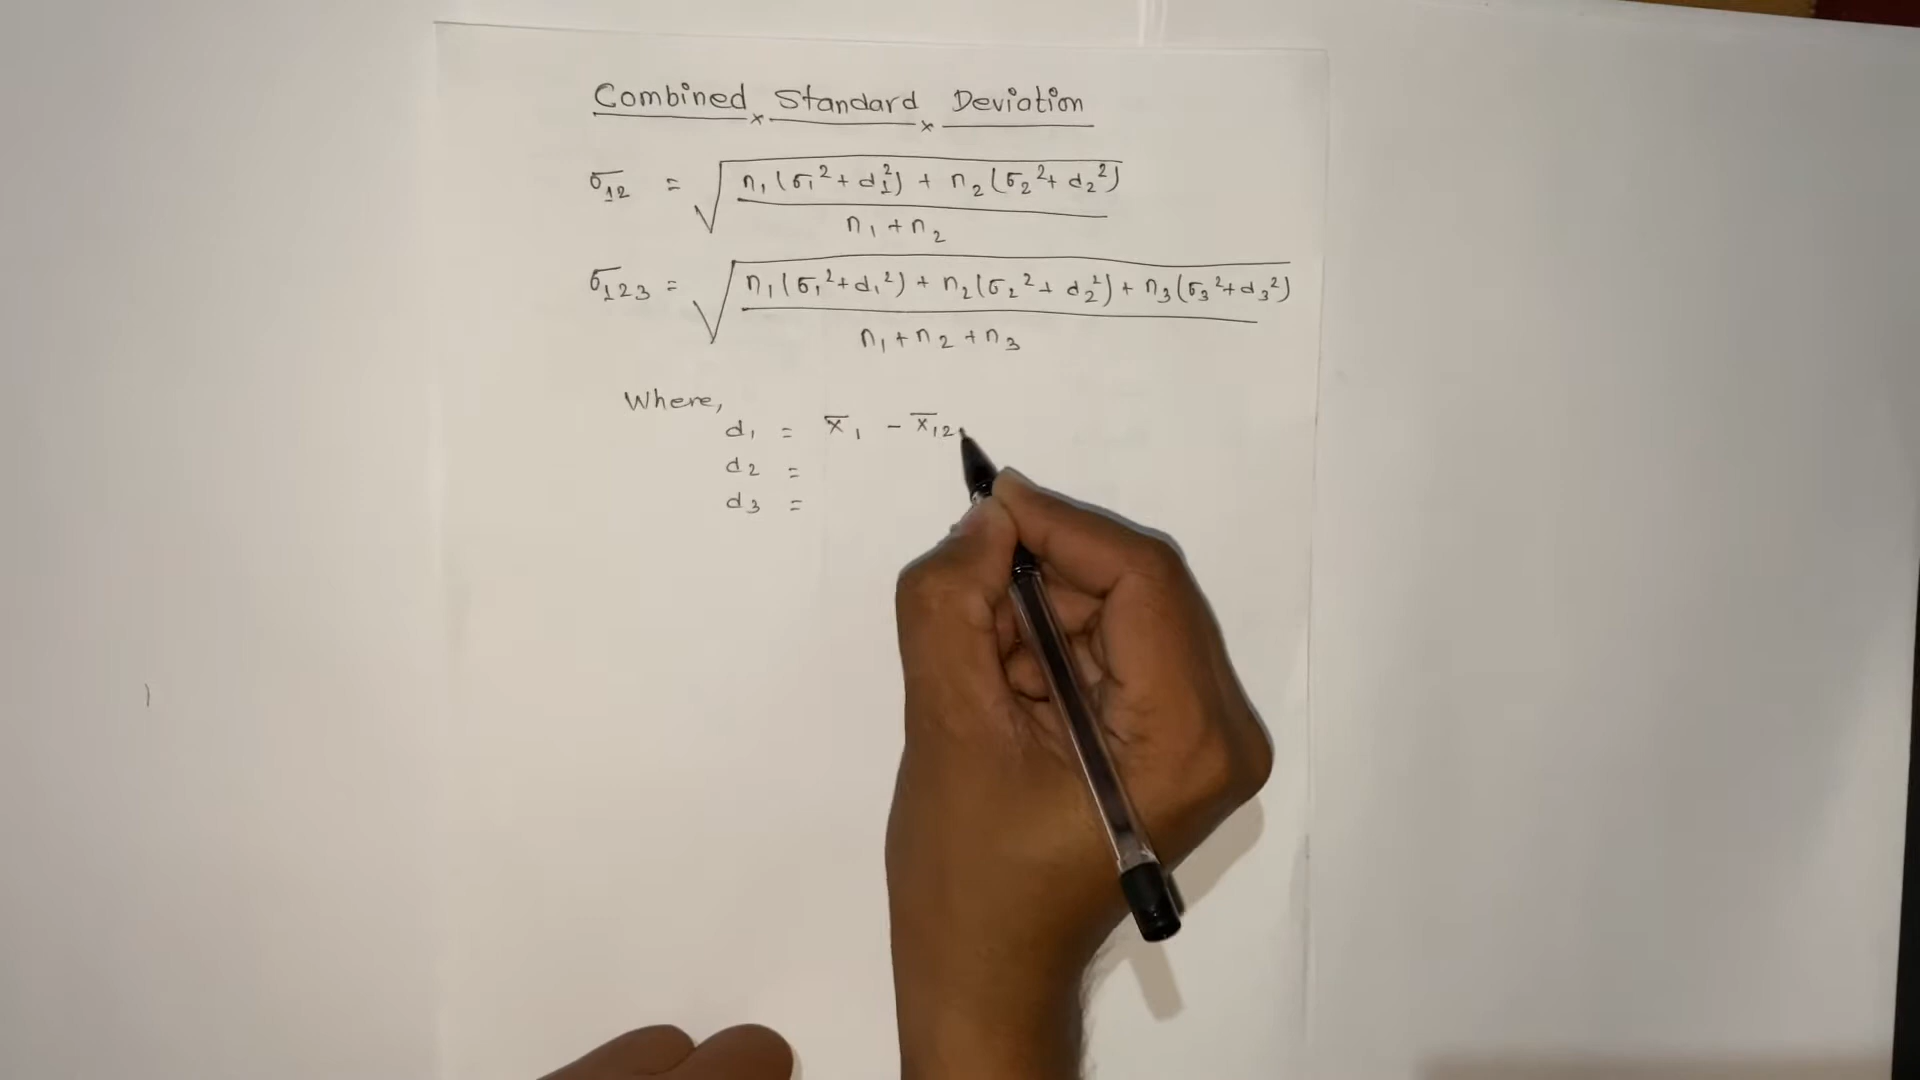 Combined × Standard × Deviation
σ₁₂ = √((n₁(σ₁² + d₁²) + n₂(σ₂² + d₂²)) / (n₁ + n₂))
σ₁₂₃ = √((n₁(σ₁² + d₁²) + n₂(σ₂² + d₂²) + n₃(σ₃² + d₃²)) / (n₁ + n₂ + n₃))
Where,
d₁ = x̄₁ - x̄₁₂
d₂ =
d₃ =